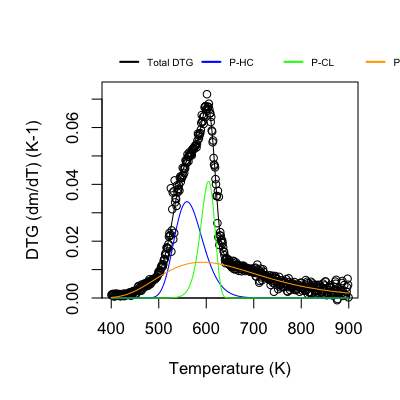 Total DTG P-HC P-CL P
DTG (dm/dT) (K-1)
0.06
0.04
0.02
0.00
400 500 600 700 800 900
Temperature (K)